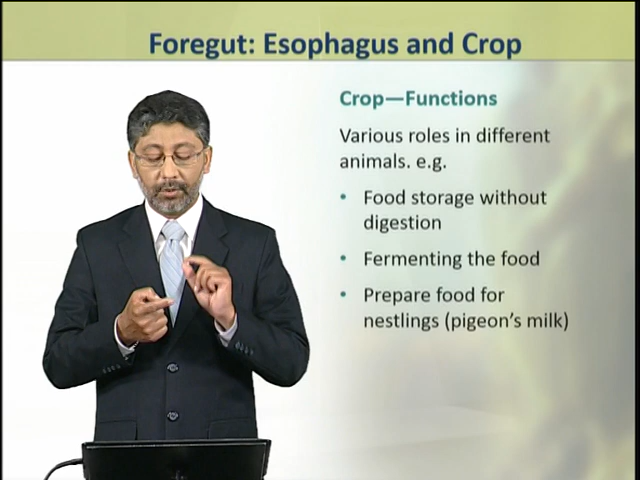 Foregut: Esophagus and Crop
Crop—Functions
Various roles in different
animals. e.g.
• Food storage without
digestion
• Fermenting the food
• Prepare food for
nestlings (pigeon's milk)